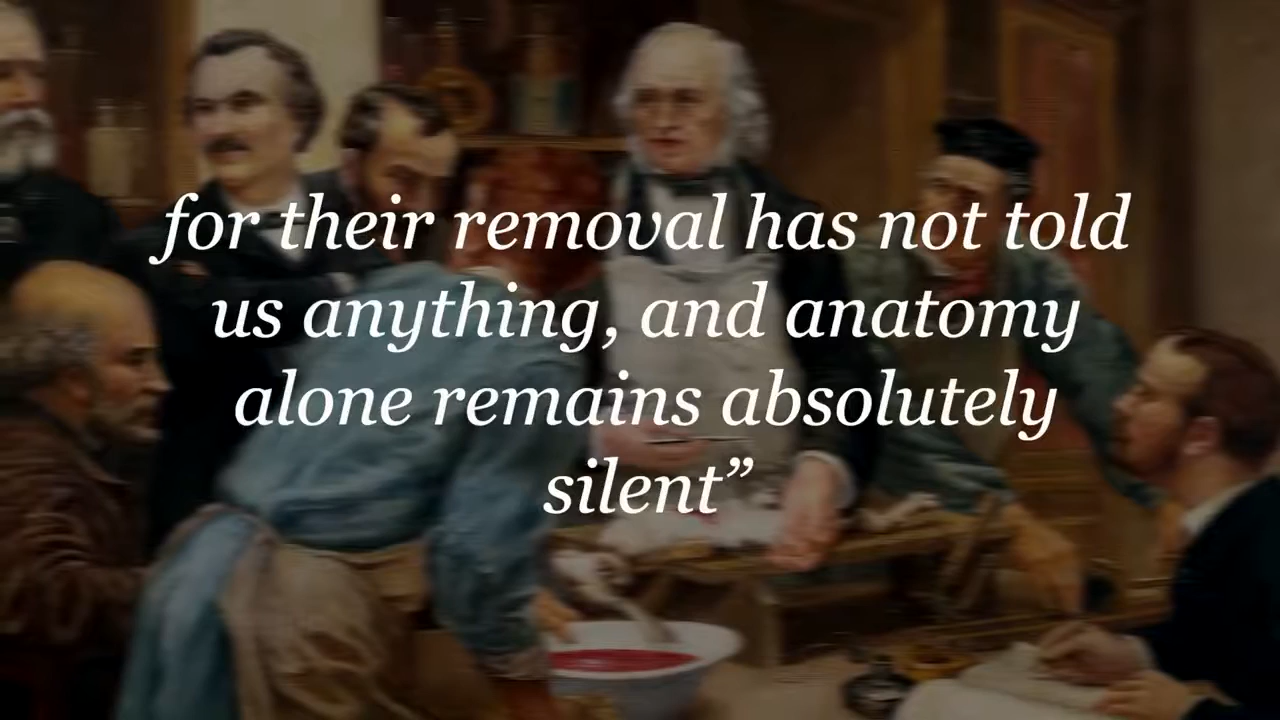 for their removal has not told
us anything, and anatomy
alone remains absolutely
silent”